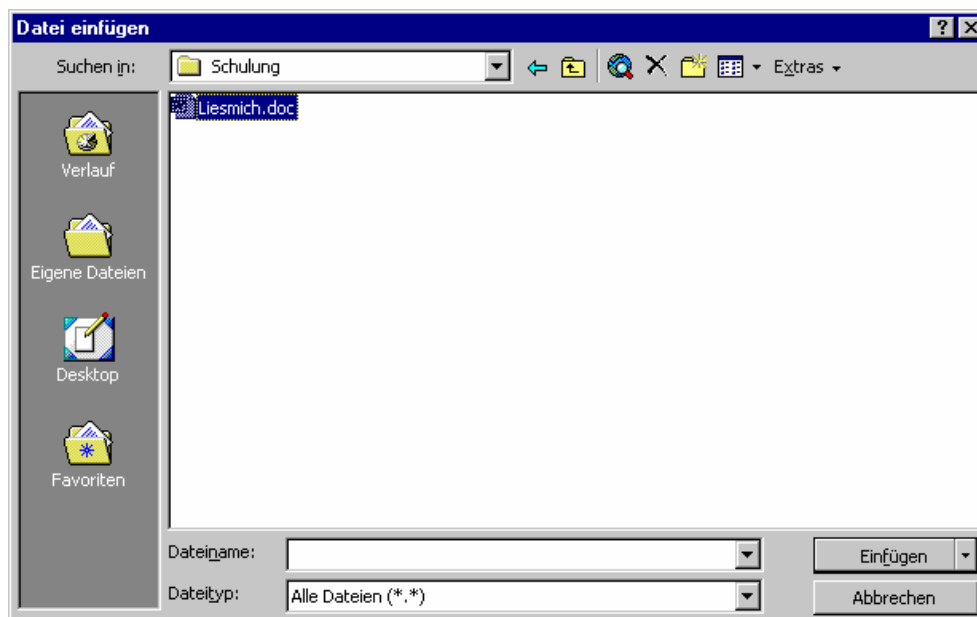 Datei einfügen
Suchen in: Schulung Extras
Liesmich.doc
Verlauf
Eigene Dateien
Desktop
Favoriten
Dateiname: Einfügen
Dateityp: Alle Dateien (*.*) Abbrechen